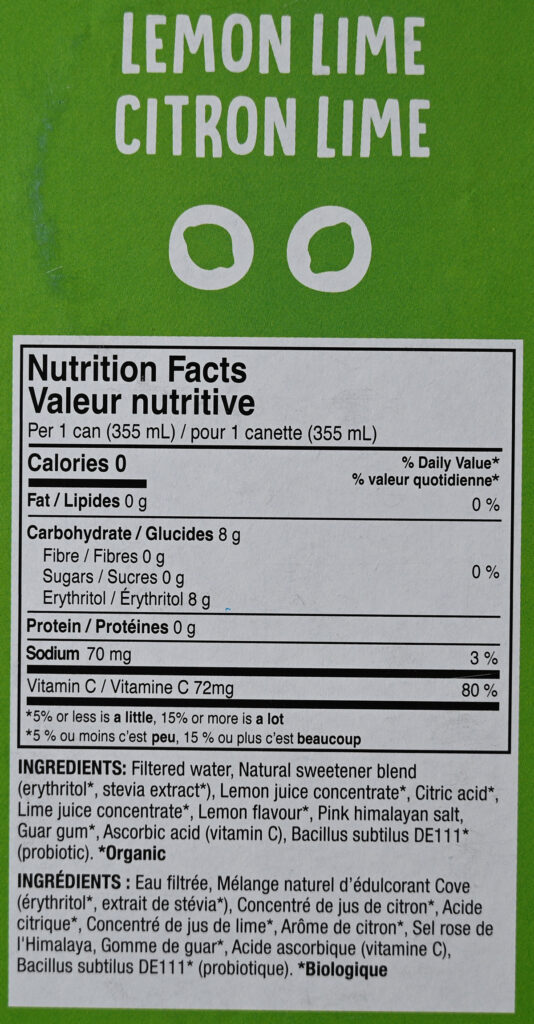 LEMON LIME
CITRON LIME
Nutrition Facts
Valeur nutritive
Per 1 can (355 mL) / pour 1 canette (355 mL)
Calories 0
% Daily Value*
% valeur quotidienne*
Fat / Lipides 0 g 0 %
Carbohydrate / Glucides 8 g
Fibre / Fibres 0 g
Sugars / Sucres 0 g 0 %
Erythritol / Érythritol 8 g
Protein / Protéines 0 g
Sodium 70 mg 3 %
Vitamin C / Vitamine C 72mg 80 %
*5% or less is a little, 15% or more is a lot
*5 % ou moins c'est peu, 15 % ou plus c'est beaucoup
INGREDIENTS: Filtered water, Natural sweetener blend
(erythritol*, stevia extract*), Lemon juice concentrate*, Citric acid*,
Lime juice concentrate*, Lemon flavour*, Pink himalayan salt,
Guar gum*, Ascorbic acid (vitamin C), Bacillus subtilus DE111*
(probiotic). *Organic
INGRÉDIENTS : Eau filtrée, Mélange naturel d'édulcorant Cove
(érythritol*, extrait de stévia*), Concentré de jus de citron*, Acide
citrique*, Concentré de jus de lime*, Arôme de citron*, Sel rose de
l'Himalaya, Gomme de guar*, Acide ascorbique (vitamine C),
Bacillus subtilus DE111* (probiotique). *Biologique